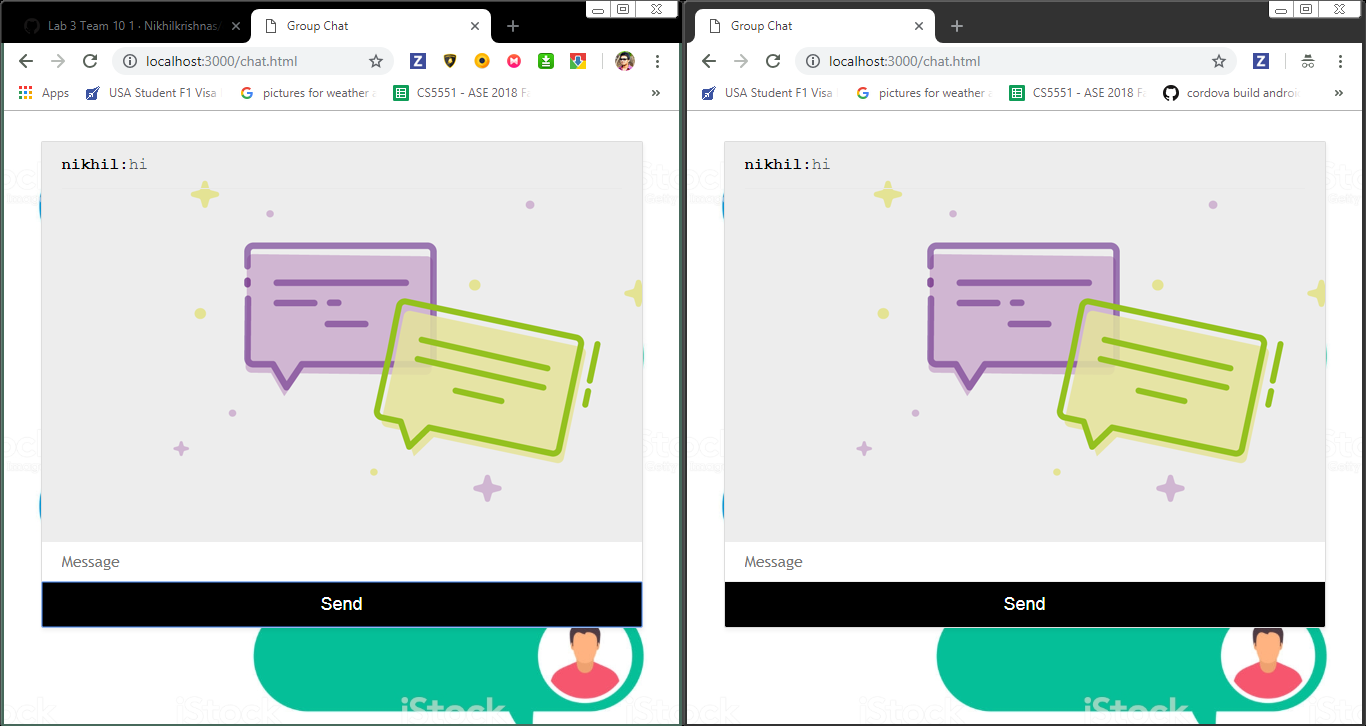 Lab 3 Team 10 1 · Nikhilkrishnas/
Group Chat
localhost:3000/chat.html
Apps
USA Student F1 Visa
pictures for weather a
CS5551 - ASE 2018 Fa
»
nikhil:hi
Message
Send
iStock
Group Chat
localhost:3000/chat.html
USA Student F1 Visa
pictures for weather a
CS5551 - ASE 2018 Fa
cordova build androi
»
nikhil:hi
Message
Send
iStock